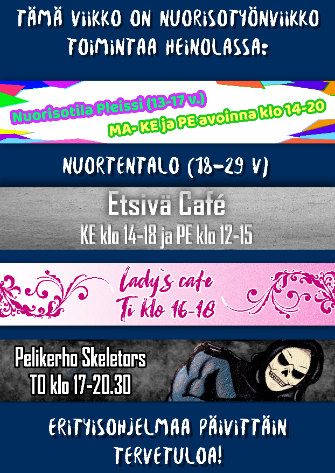 TÄMÄ VIIKKO ON NUORISOTYÖNVIIKKO
TOIMINTAA HEINOLASSA:
Nuorisotila Pleissi (13-17 v.)
MA- KE ja PE avoinna klo 14-20
NUORTENTALO (18-29 V)
Etsivä Café
KE klo 14-18 ja PE klo 12-15
Lady`s cafe
Ti klo 16-18
Pelikerho Skeletors
TO klo 17-20.30
ERITYISOHJELMAA PÄIVITTÄIN
TERVETULOA!